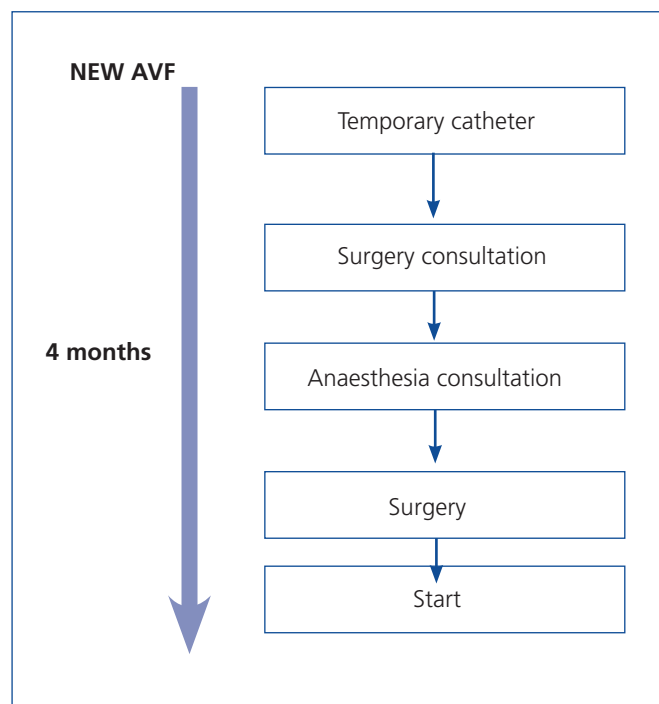 NEW AVF
Temporary catheter
Surgery consultation
4 months
Anaesthesia consultation
Surgery
Start